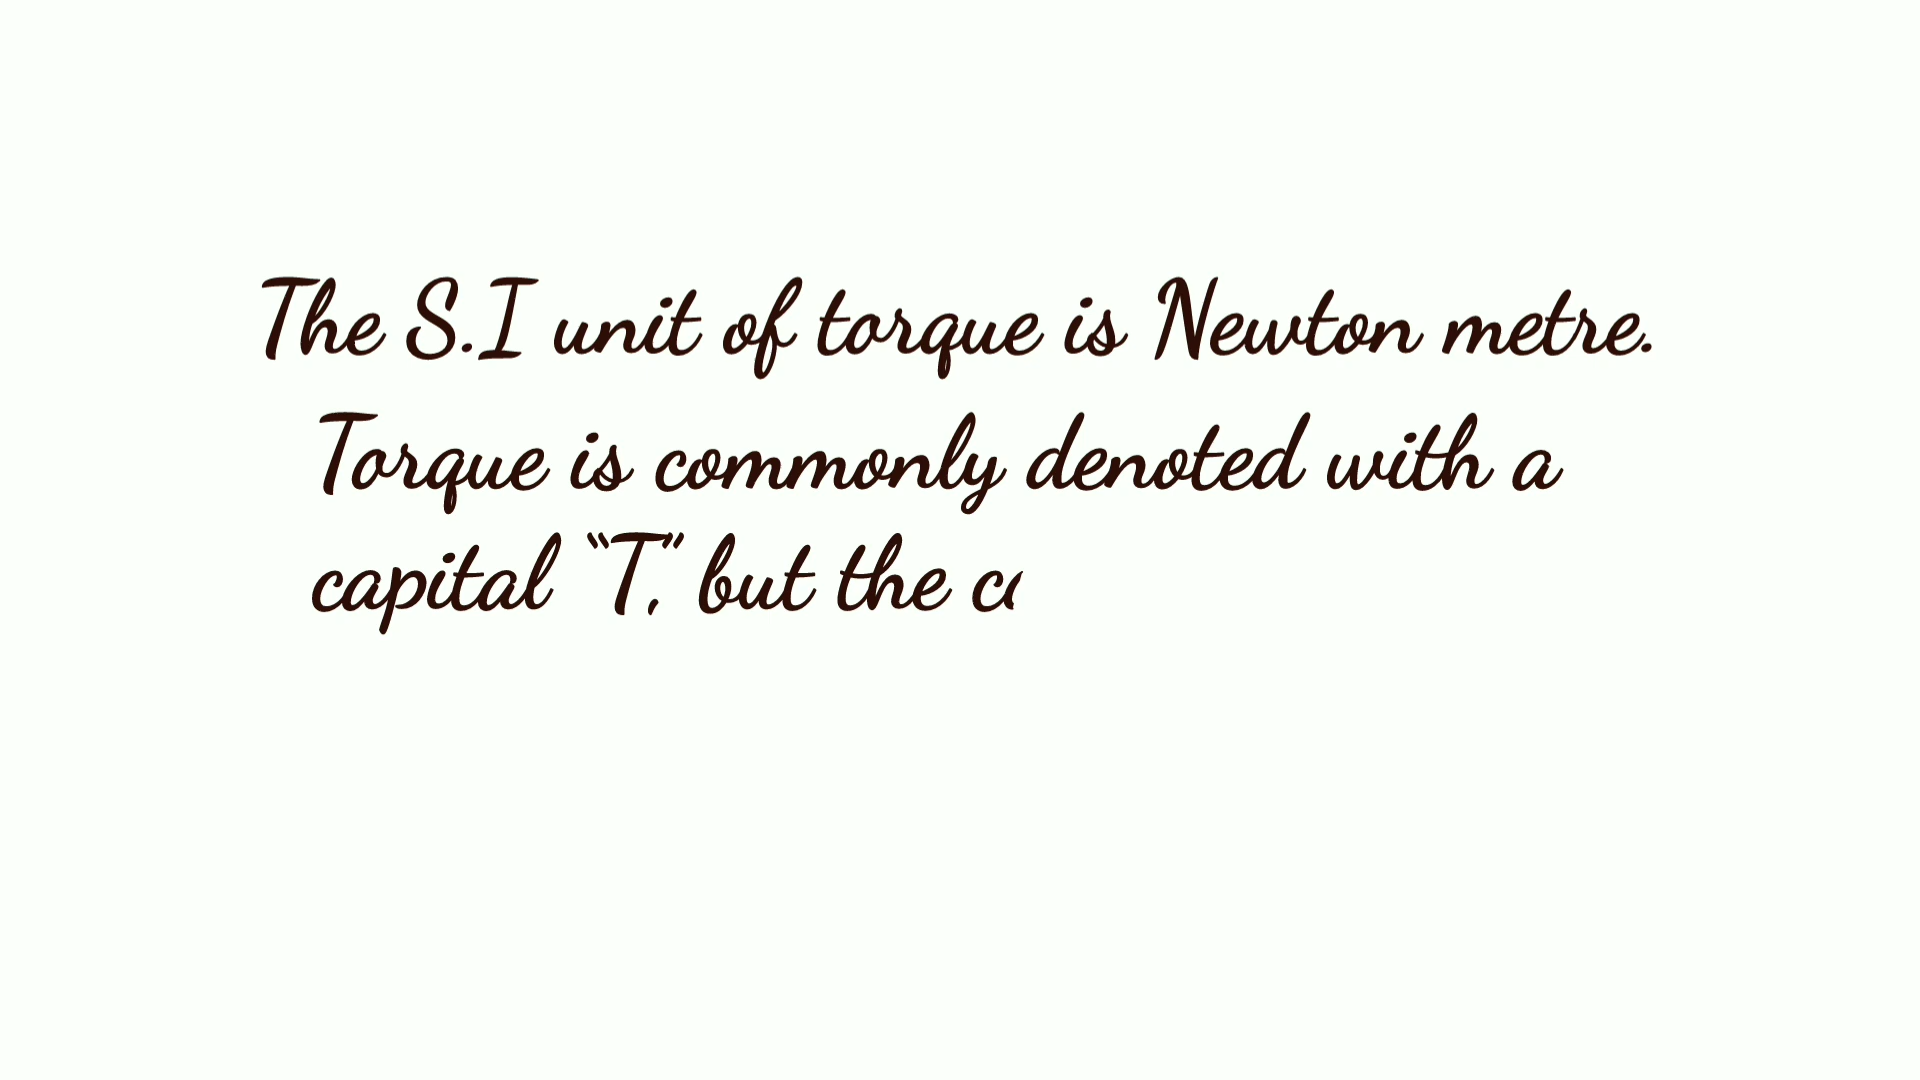 The S.I unit of torque is Newton metre.
Torque is commonly denoted with a
capital “T,” but the